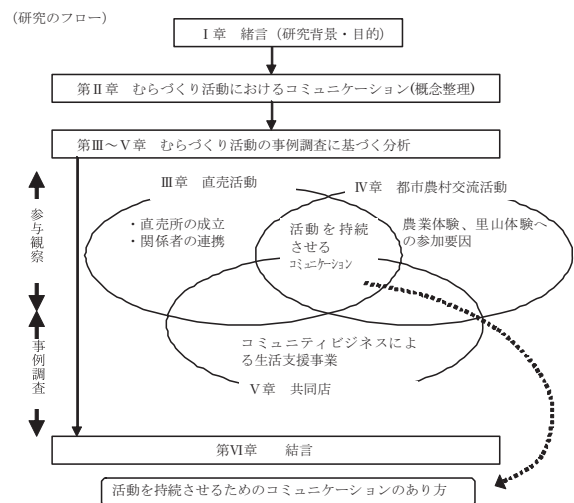 （研究のフロー）
Ⅰ章　緒言（研究背景・目的）
第Ⅱ章　むらづくり活動におけるコミュニケーション(概念整理)
第Ⅲ～Ⅴ章　むらづくり活動の事例調査に基づく分析
Ⅲ章　直売活動
Ⅳ章　都市農村交流活動
参与観察
・直売所の成立
・関係者の連携
活動を持続
させる
コミュニケーション
農業体験、里山体験へ
の参加要因
事例調査
コミュニティビジネスによ
る生活支援事業
Ⅴ章　共同店
第Ⅵ章　　結言
活動を持続させるためのコミュニケーションのあり方